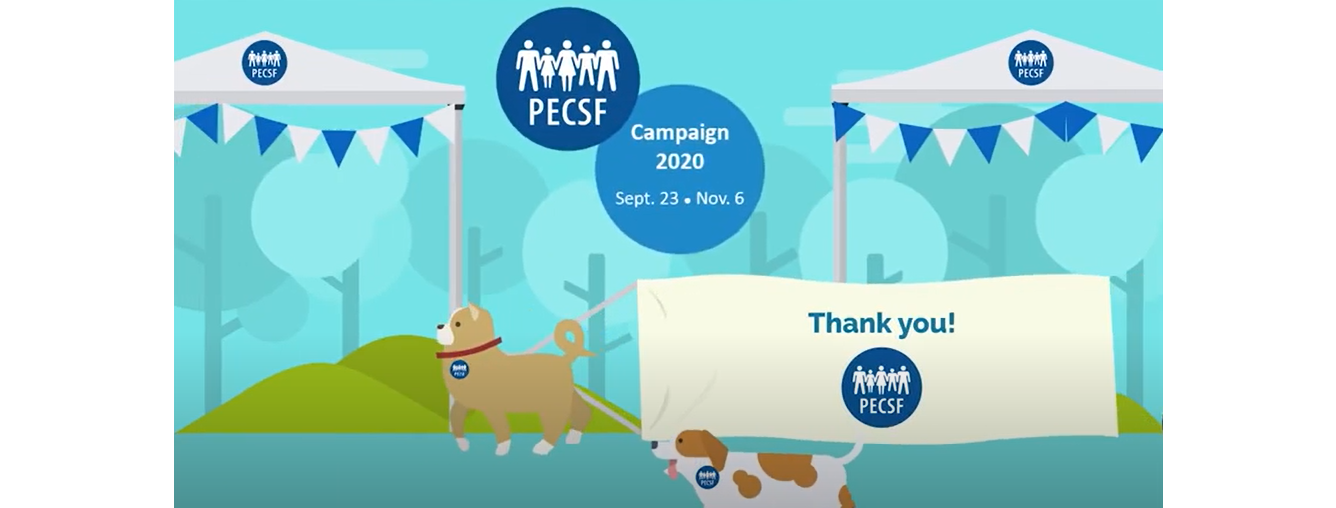 PECSF
PECSF
PECSF
Campaign
2020
Sept. 23 • Nov. 6
Thank you!
PECSF
PECSF
PECSF